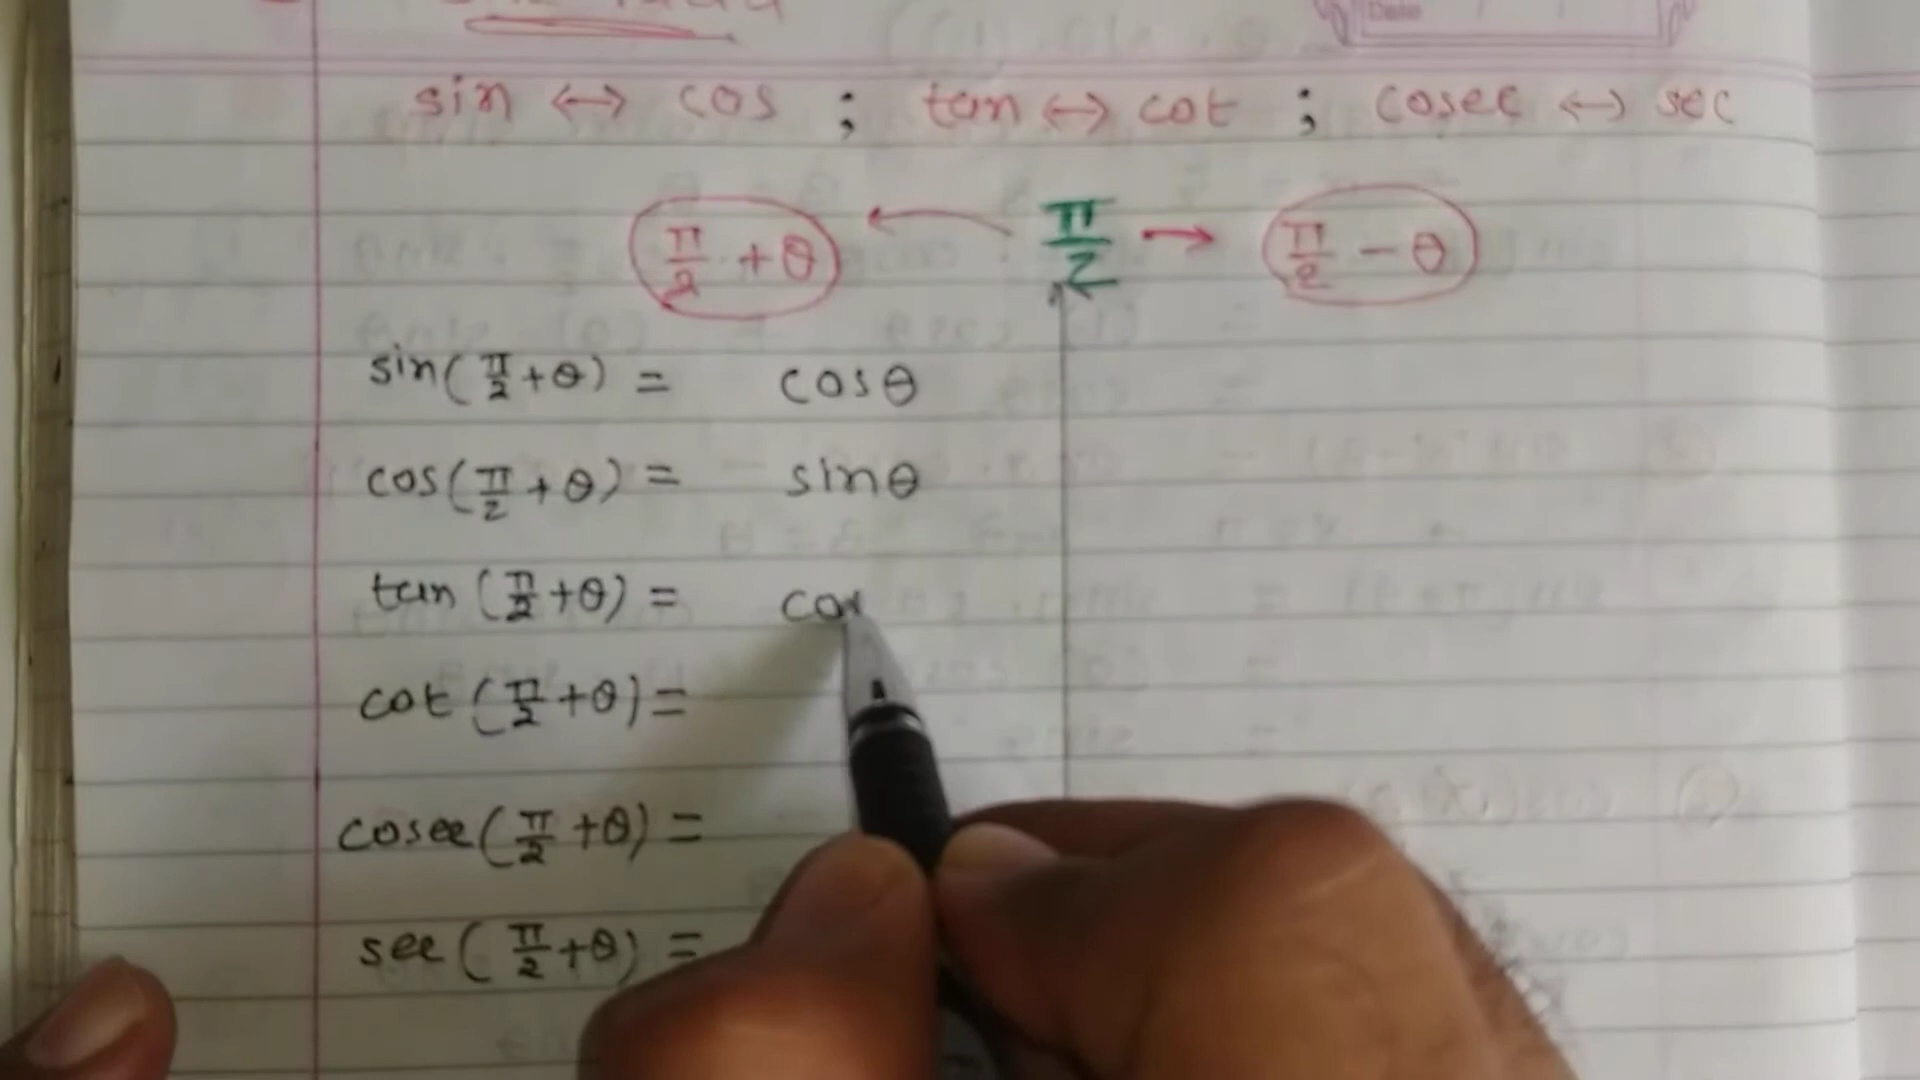 Date
sin ↔ cos ; tan ↔ cot ; cosec ↔ sec
π/2 + θ ← π/2 → π/2 − θ
sin(π/2 + θ) = cosθ
cos(π/2 + θ) = sinθ
tan (π/2 + θ) = co
cot (π/2 + θ) =
cosec (π/2 + θ) =
sec (π/2 + θ) =